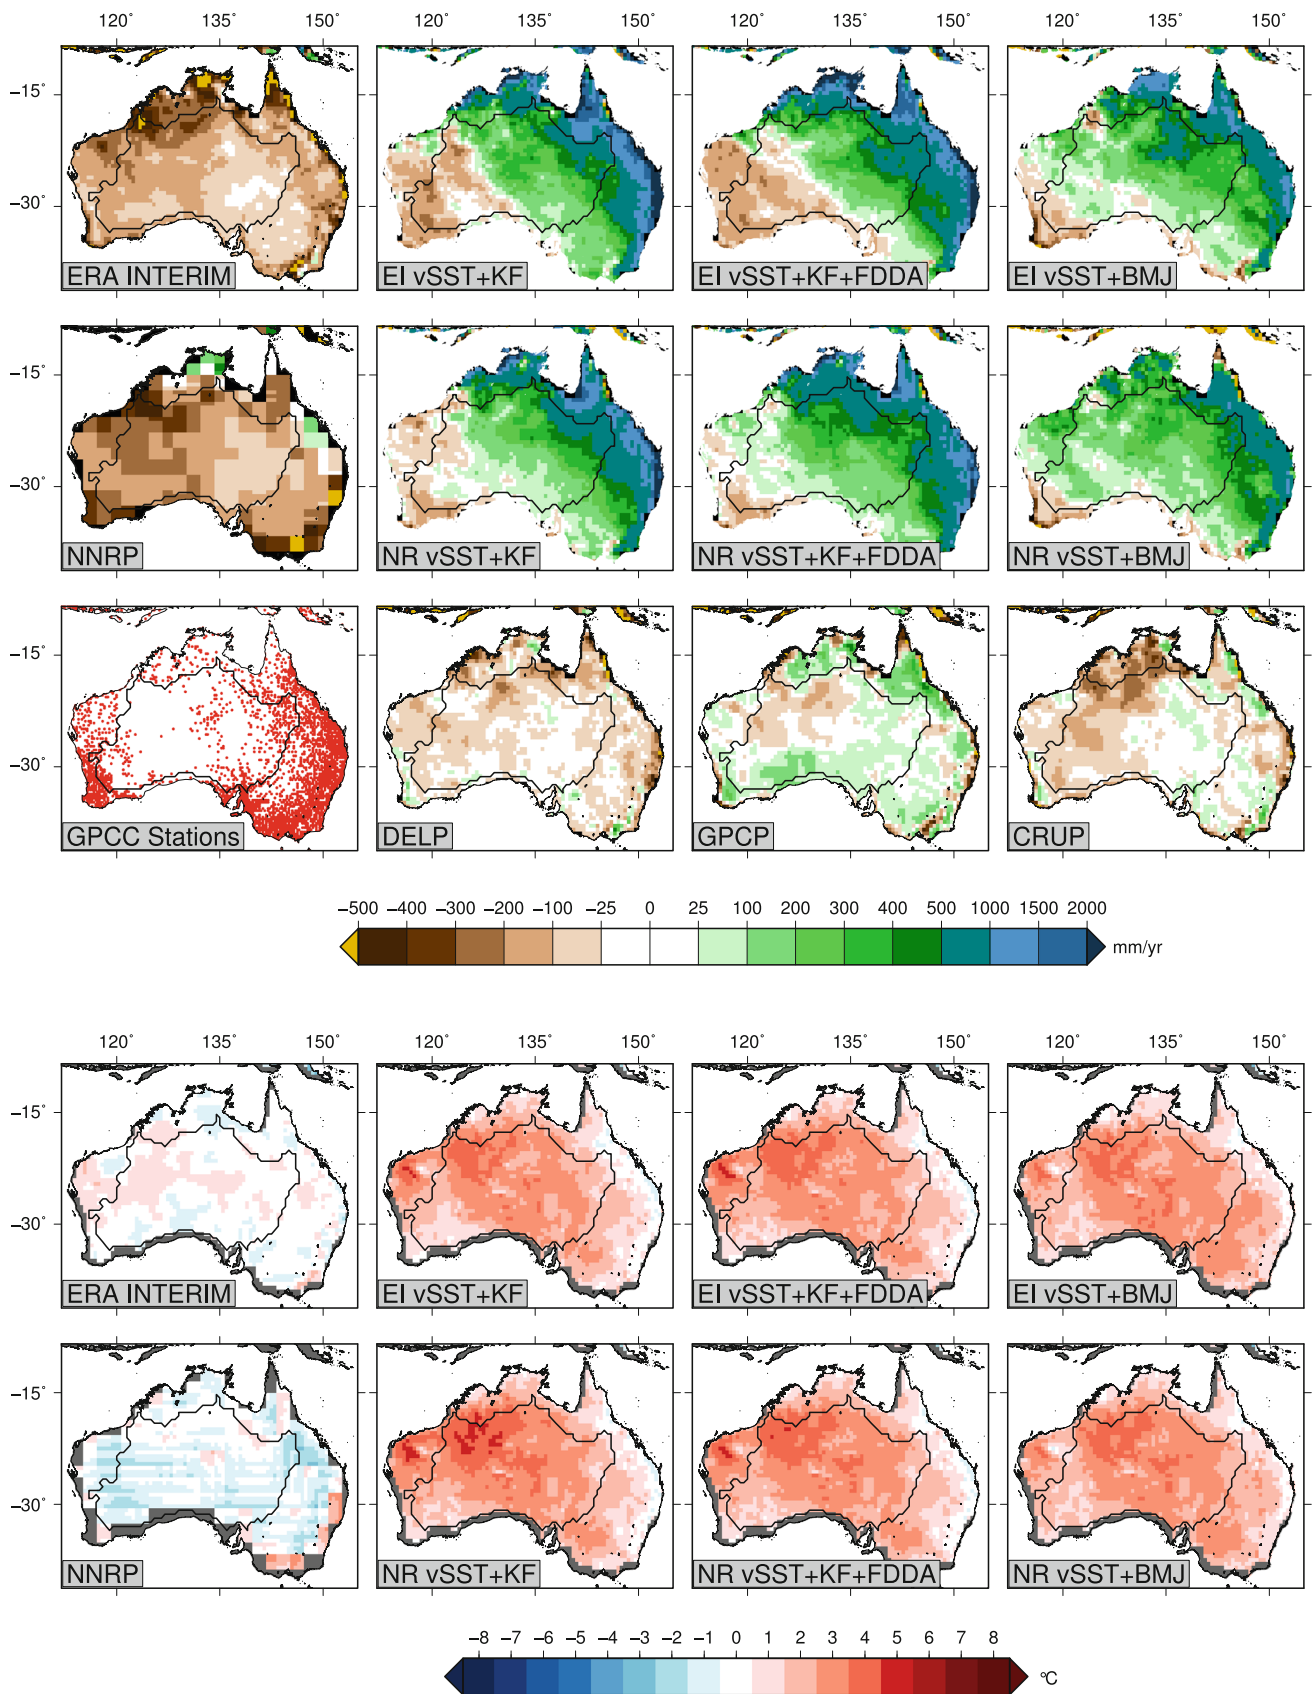 120° 135° 150° 120° 135° 150° 120° 135° 150° 120° 135° 150°
−15°
−30°
ERA INTERIM EI vSST+KF EI vSST+KF+FDDA EI vSST+BMJ
−15°
−30°
NNRP NR vSST+KF NR vSST+KF+FDDA NR vSST+BMJ
−15°
−30°
GPCC Stations DELP GPCP CRUP
−500 −400 −300 −200 −100 −25 0 25 100 200 300 400 500 1000 1500 2000
mm/yr
120° 135° 150° 120° 135° 150° 120° 135° 150° 120° 135° 150°
−15°
−30°
ERA INTERIM EI vSST+KF EI vSST+KF+FDDA EI vSST+BMJ
−15°
−30°
NNRP NR vSST+KF NR vSST+KF+FDDA NR vSST+BMJ
−8 −7 −6 −5 −4 −3 −2 −1 0 1 2 3 4 5 6 7 8
°C